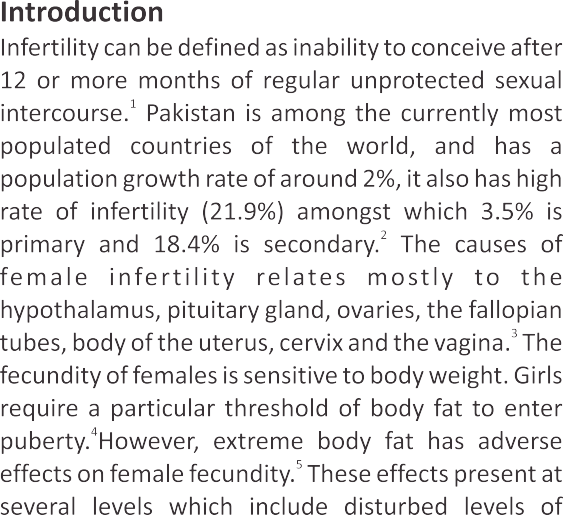 Introduction
Infertility can be defined as inability to conceive after
12 or more months of regular unprotected sexual
intercourse.1 Pakistan is among the currently most
populated countries of the world, and has a
population growth rate of around 2%, it also has high
rate of infertility (21.9%) amongst which 3.5% is
primary and 18.4% is secondary.2 The causes of
female infertility relates mostly to the
hypothalamus, pituitary gland, ovaries, the fallopian
tubes, body of the uterus, cervix and the vagina.3 The
fecundity of females is sensitive to body weight. Girls
require a particular threshold of body fat to enter
puberty.4However, extreme body fat has adverse
effects on female fecundity.5 These effects present at
several levels which include disturbed levels of